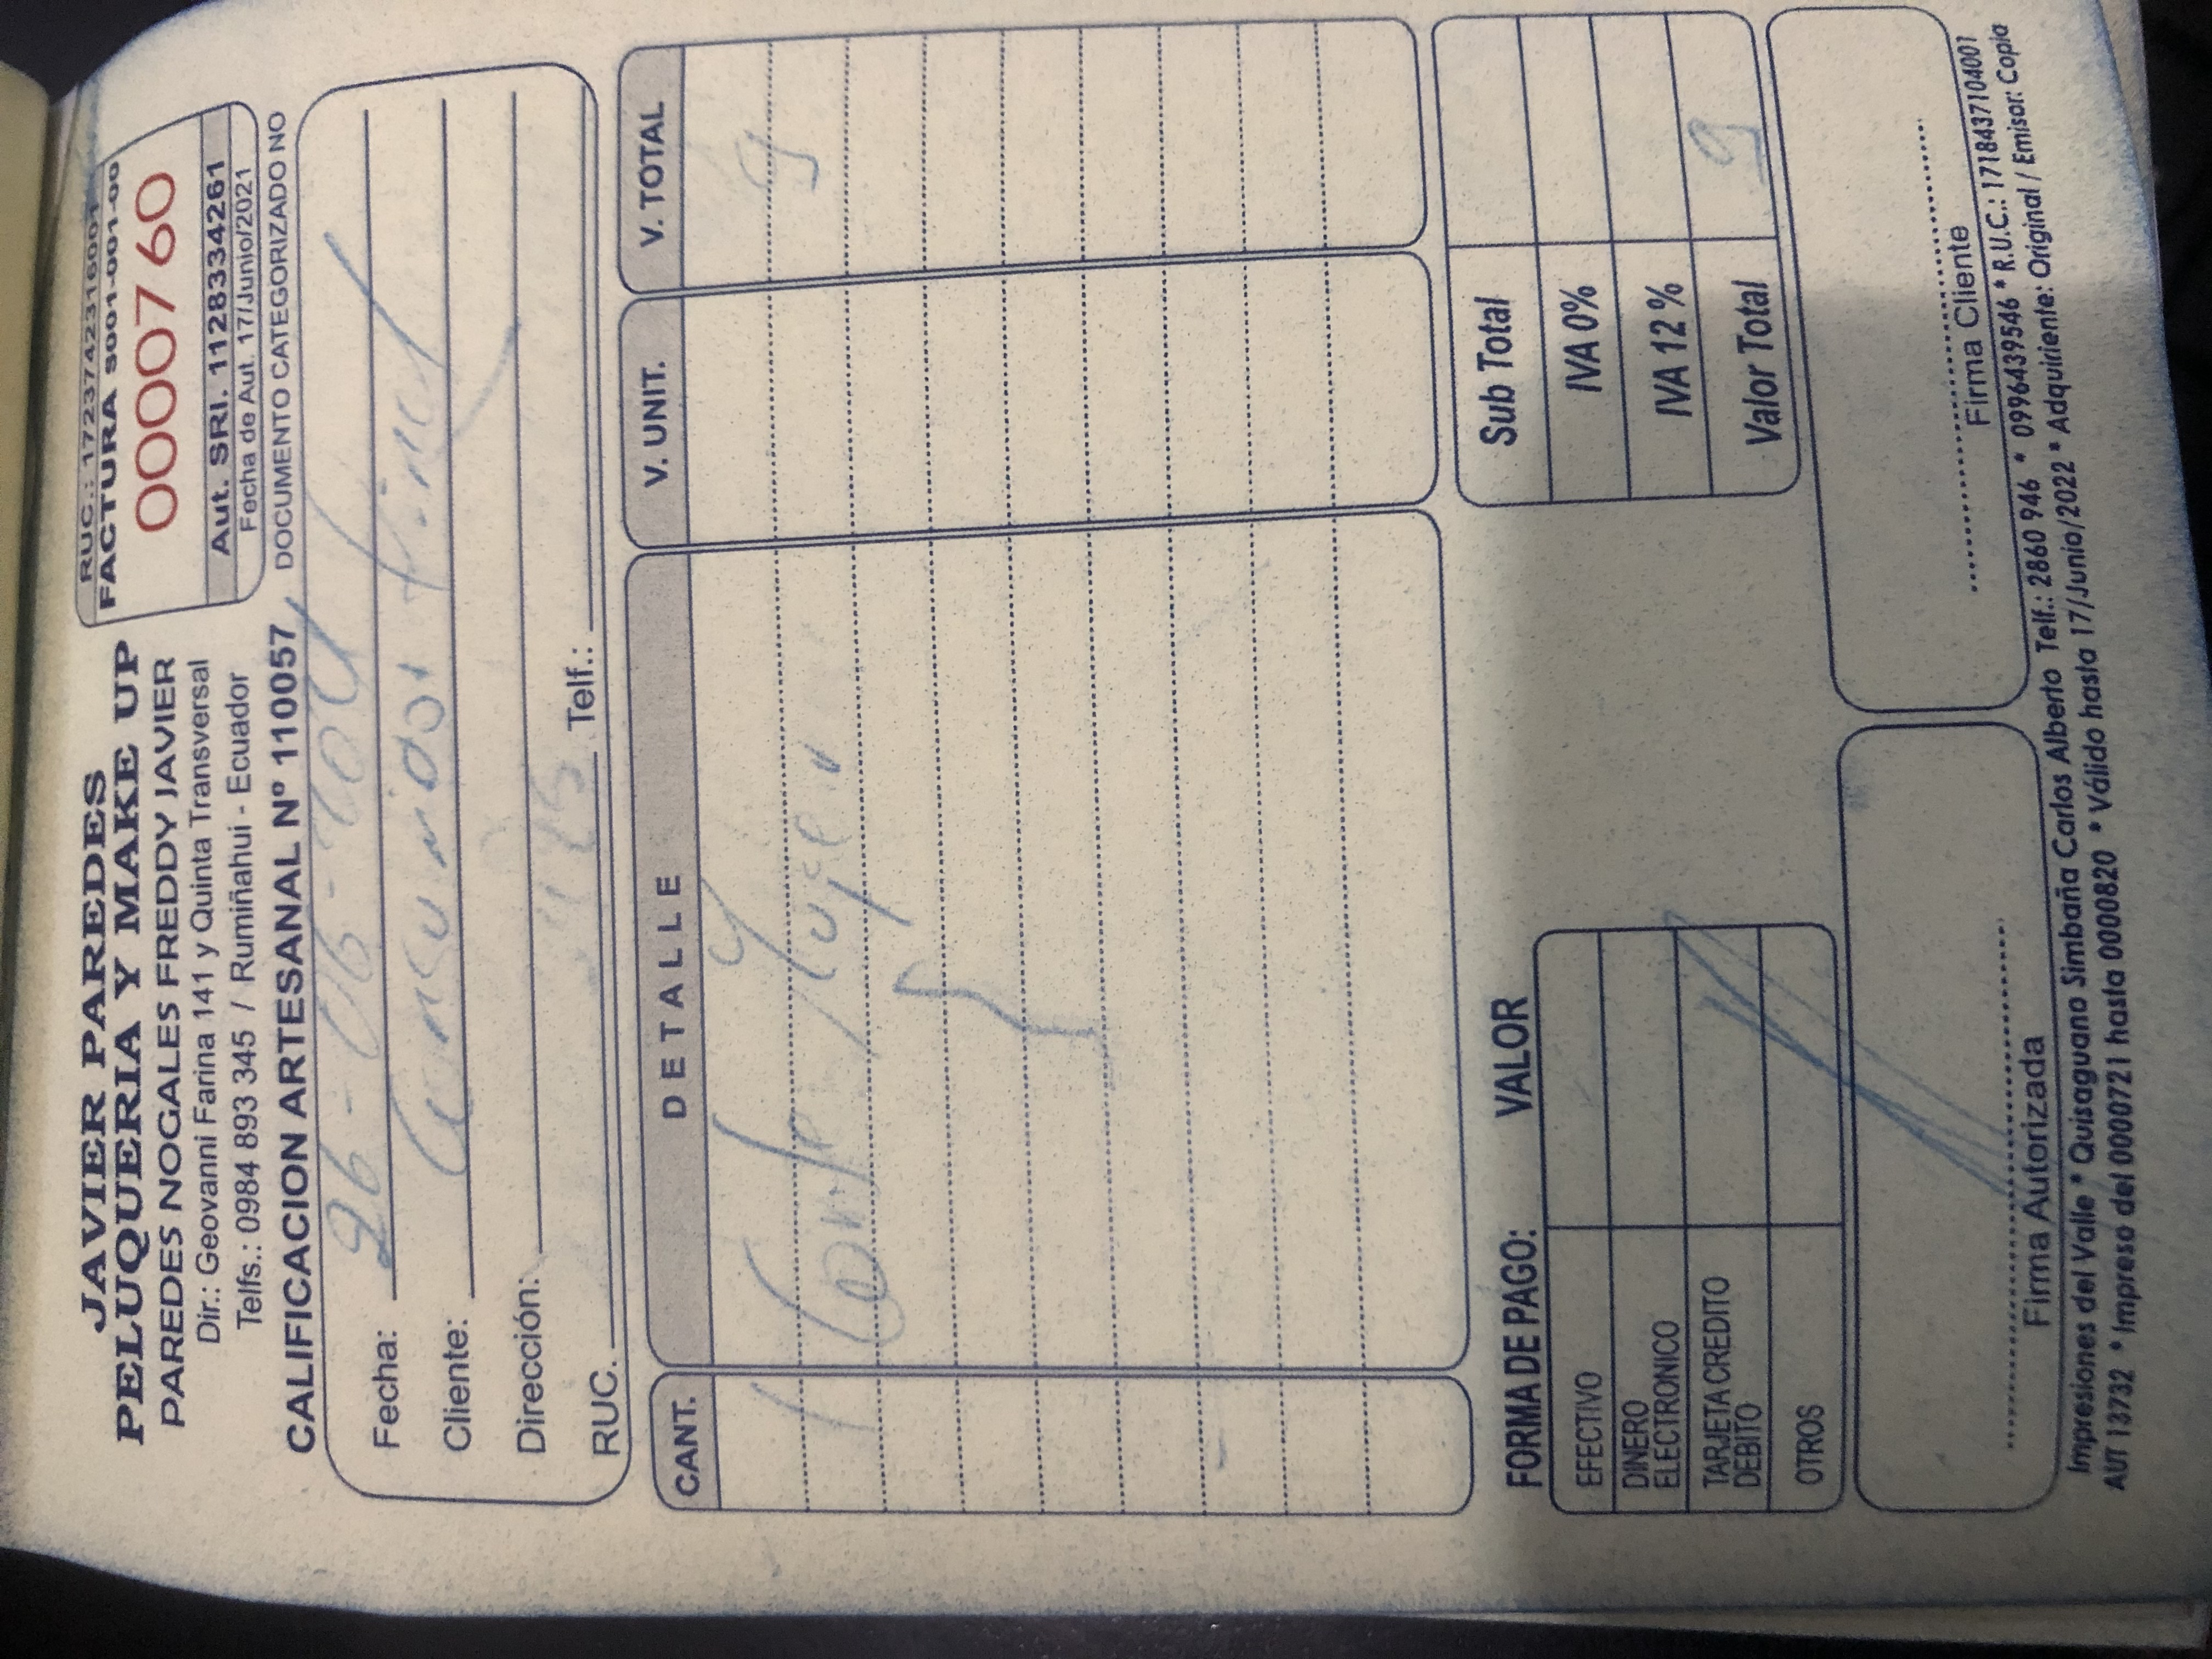 JAVIER PAREDES
PELUQUERIA Y MAKE UP
PAREDES NOGALES FREDDY JAVIER
Dir.: Geovanni Farina 141 y Quinta Transversal
Telfs.: 0984 893 345 / Rumiñahui - Ecuador
CALIFICACION ARTESANAL Nº 110057
RUC.: 1723742316001
FACTURA S001-001-00
0000760
Aut. SRI. 1128334261
Fecha de Aut. 17/Junio/2021
DOCUMENTO CATEGORIZADO NO
Fecha: 26-06-2021
Cliente: Consumidor Final
Dirección:
RUC. Telf.:
CANT. DETALLE V. UNIT. V. TOTAL
1 Corte Mujer 9
FORMA DE PAGO: VALOR
EFECTIVO
DINERO
ELECTRONICO
TARJETA CREDITO
DEBITO
OTROS
Sub Total
IVA 0%
IVA 12 %
Valor Total 9
Firma Autorizada
Firma Cliente
Impresiones del Valle * Quisaguano Simbaña Carlos Alberto Telf.: 2860 946 * 0996439546 * R.U.C.: 1718437104001
AUT 13732 * Impreso del 0000721 hasta 0000820 * Válido hasta 17/Junio/2022 * Adquiriente: Original / Emisor: Copia